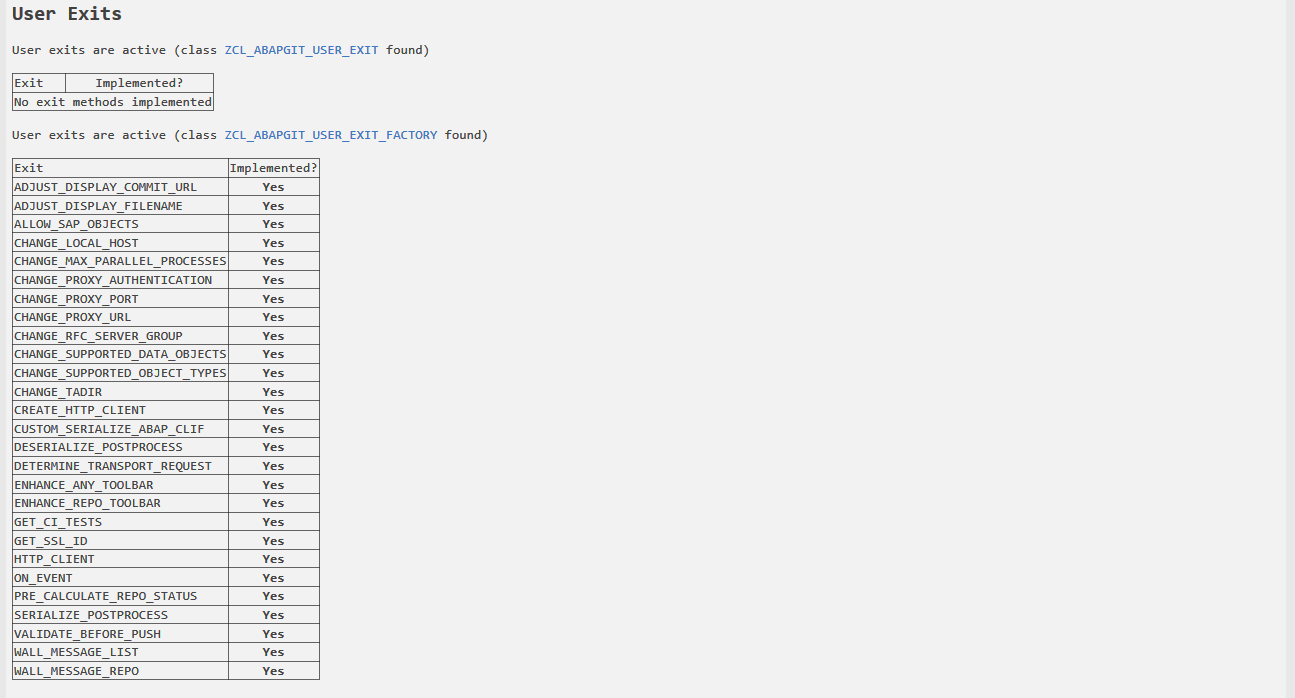 User Exits
User exits are active (class ZCL_ABAPGIT_USER_EXIT found)
Exit Implemented?
No exit methods implemented
User exits are active (class ZCL_ABAPGIT_USER_EXIT_FACTORY found)
Exit Implemented?
ADJUST_DISPLAY_COMMIT_URL Yes
ADJUST_DISPLAY_FILENAME Yes
ALLOW_SAP_OBJECTS Yes
CHANGE_LOCAL_HOST Yes
CHANGE_MAX_PARALLEL_PROCESSES Yes
CHANGE_PROXY_AUTHENTICATION Yes
CHANGE_PROXY_PORT Yes
CHANGE_PROXY_URL Yes
CHANGE_RFC_SERVER_GROUP Yes
CHANGE_SUPPORTED_DATA_OBJECTS Yes
CHANGE_SUPPORTED_OBJECT_TYPES Yes
CHANGE_TADIR Yes
CREATE_HTTP_CLIENT Yes
CUSTOM_SERIALIZE_ABAP_CLIF Yes
DESERIALIZE_POSTPROCESS Yes
DETERMINE_TRANSPORT_REQUEST Yes
ENHANCE_ANY_TOOLBAR Yes
ENHANCE_REPO_TOOLBAR Yes
GET_CI_TESTS Yes
GET_SSL_ID Yes
HTTP_CLIENT Yes
ON_EVENT Yes
PRE_CALCULATE_REPO_STATUS Yes
SERIALIZE_POSTPROCESS Yes
VALIDATE_BEFORE_PUSH Yes
WALL_MESSAGE_LIST Yes
WALL_MESSAGE_REPO Yes